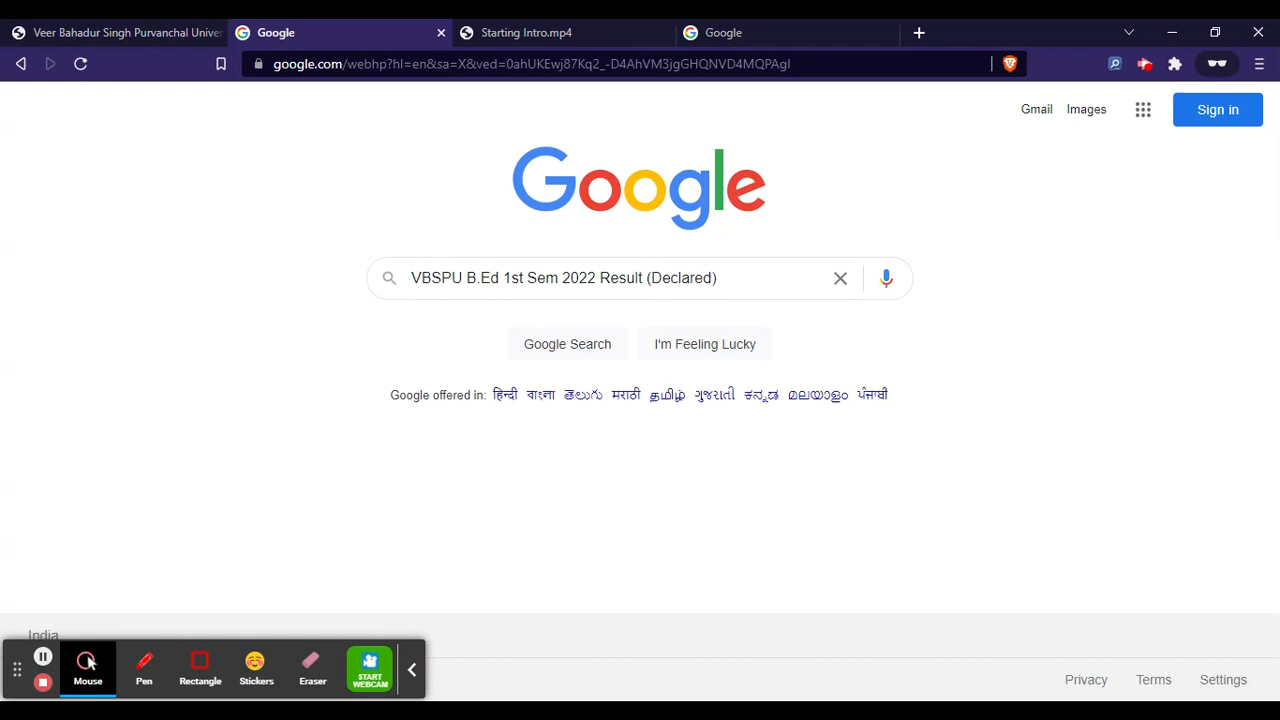 Veer Bahadur Singh Purvanchal Univer
Google
Starting Intro.mp4
Google
google.com/webhp?hl=en&sa=X&ved=0ahUKEwj87Kq2_-D4AhVM3jgGHQNVD4MQPAgI
Gmail Images Sign in
Google
VBSPU B.Ed 1st Sem 2022 Result (Declared)
Google Search I'm Feeling Lucky
Google offered in: हिन्दी বাংলা తెలుగు मराठी தமிழ் ગુજરાતી ಕನ್ನಡ മലയാളം ਪੰਜਾਬੀ
India
Mouse Pen Rectangle Stickers Eraser START WEBCAM
Privacy Terms Settings